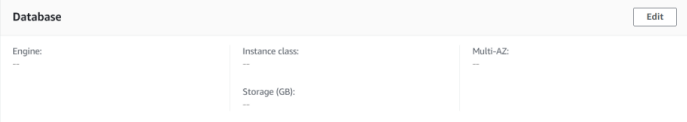 Database
Edit
Engine:
--
Instance class:
--
Storage (GB):
--
Multi-AZ:
--